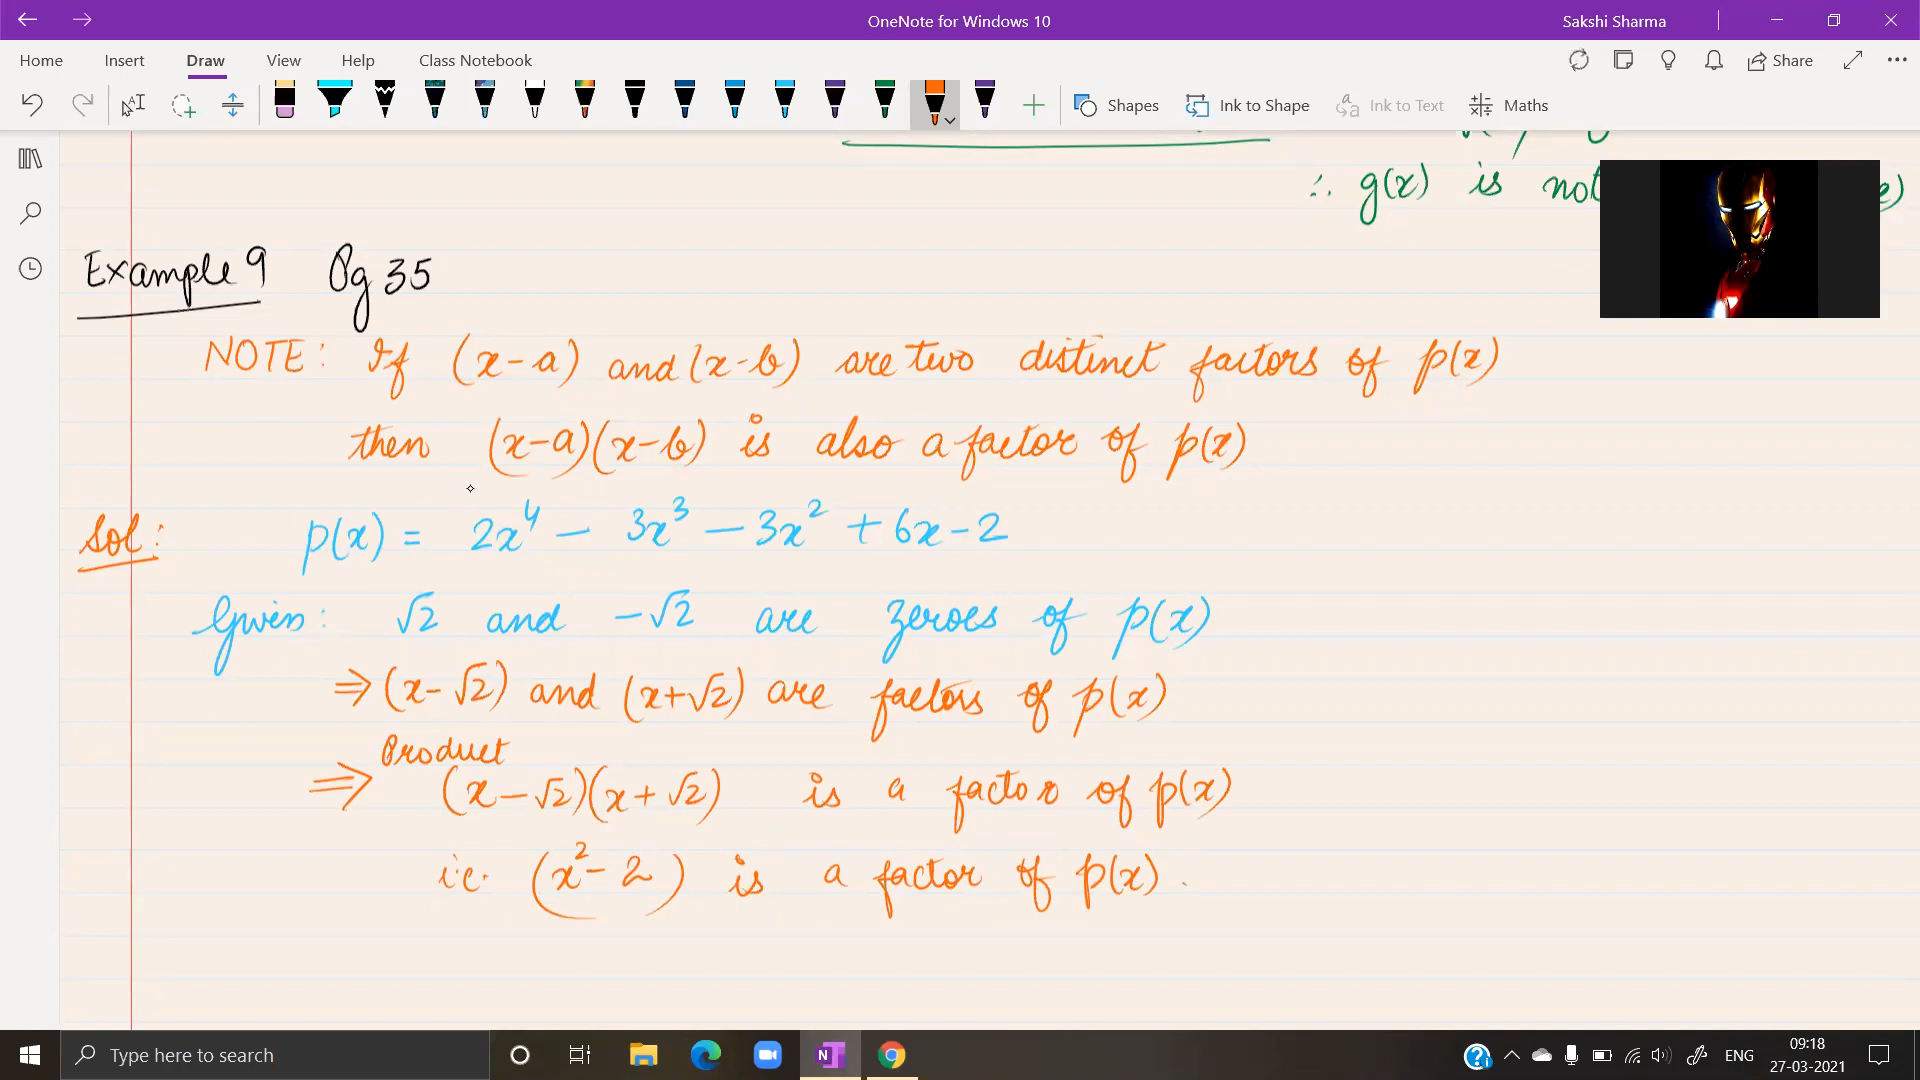 OneNote for Windows 10
Sakshi Sharma
Home Insert Draw View Help Class Notebook
Share
Shapes Ink to Shape Ink to Text Maths
∴ g(x) is not
Example 9 Pg 35
NOTE: If (x-a) and (x-b) are two distinct factors of p(x)
then (x-a)(x-b) is also a factor of p(x)
Sol: p(x) = 2x⁴ - 3x³ - 3x² + 6x - 2
Given: √2 and -√2 are zeroes of p(x)
⇒ (x-√2) and (x+√2) are factors of p(x)
Product
⇒ (x-√2)(x+√2) is a factor of p(x)
i.e. (x²-2) is a factor of p(x).
Type here to search
ENG
09:18
27-03-2021